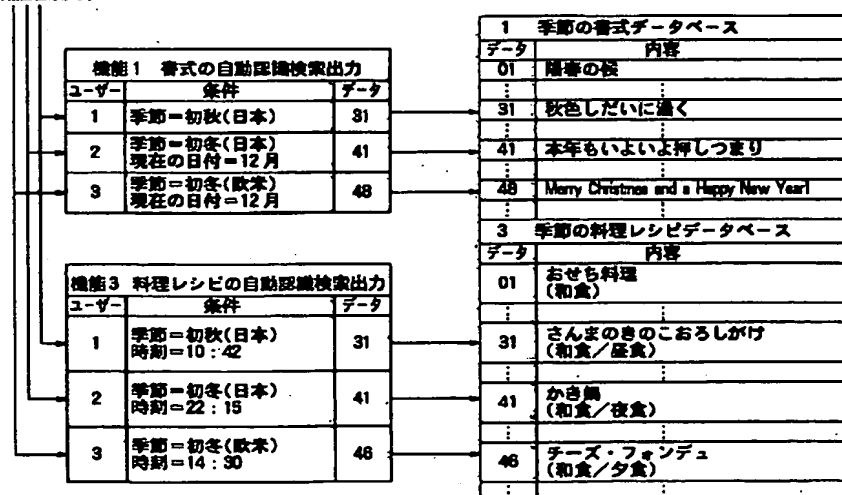 機能1 書式の自動認識検索出力
ユーザー 条件 データ
1 季節=初秋(日本) 31
2 季節=初冬(日本) 41
現在の日付=12月
3 季節=初冬(欧米) 48
現在の日付=12月
機能3 料理レシピの自動認識検索出力
ユーザー 条件 データ
1 季節=初秋(日本) 31
時刻=10:42
2 季節=初冬(日本) 41
時刻=22:15
3 季節=初冬(欧米) 46
時刻=14:30
1 季節の書式データベース
データ 内容
01 陽春の候
31 秋色しだいに濃く
41 本年もいよいよ押しつまり
48 Merry Christmas and a Happy New Year!
3 季節の料理レシピデータベース
データ 内容
01 おせち料理
(和食)
31 さんまのきのこおろしがけ
(和食/昼食)
41 かき鍋
(和食/夜食)
46 チーズ・フォンデュ
(和食/夕食)